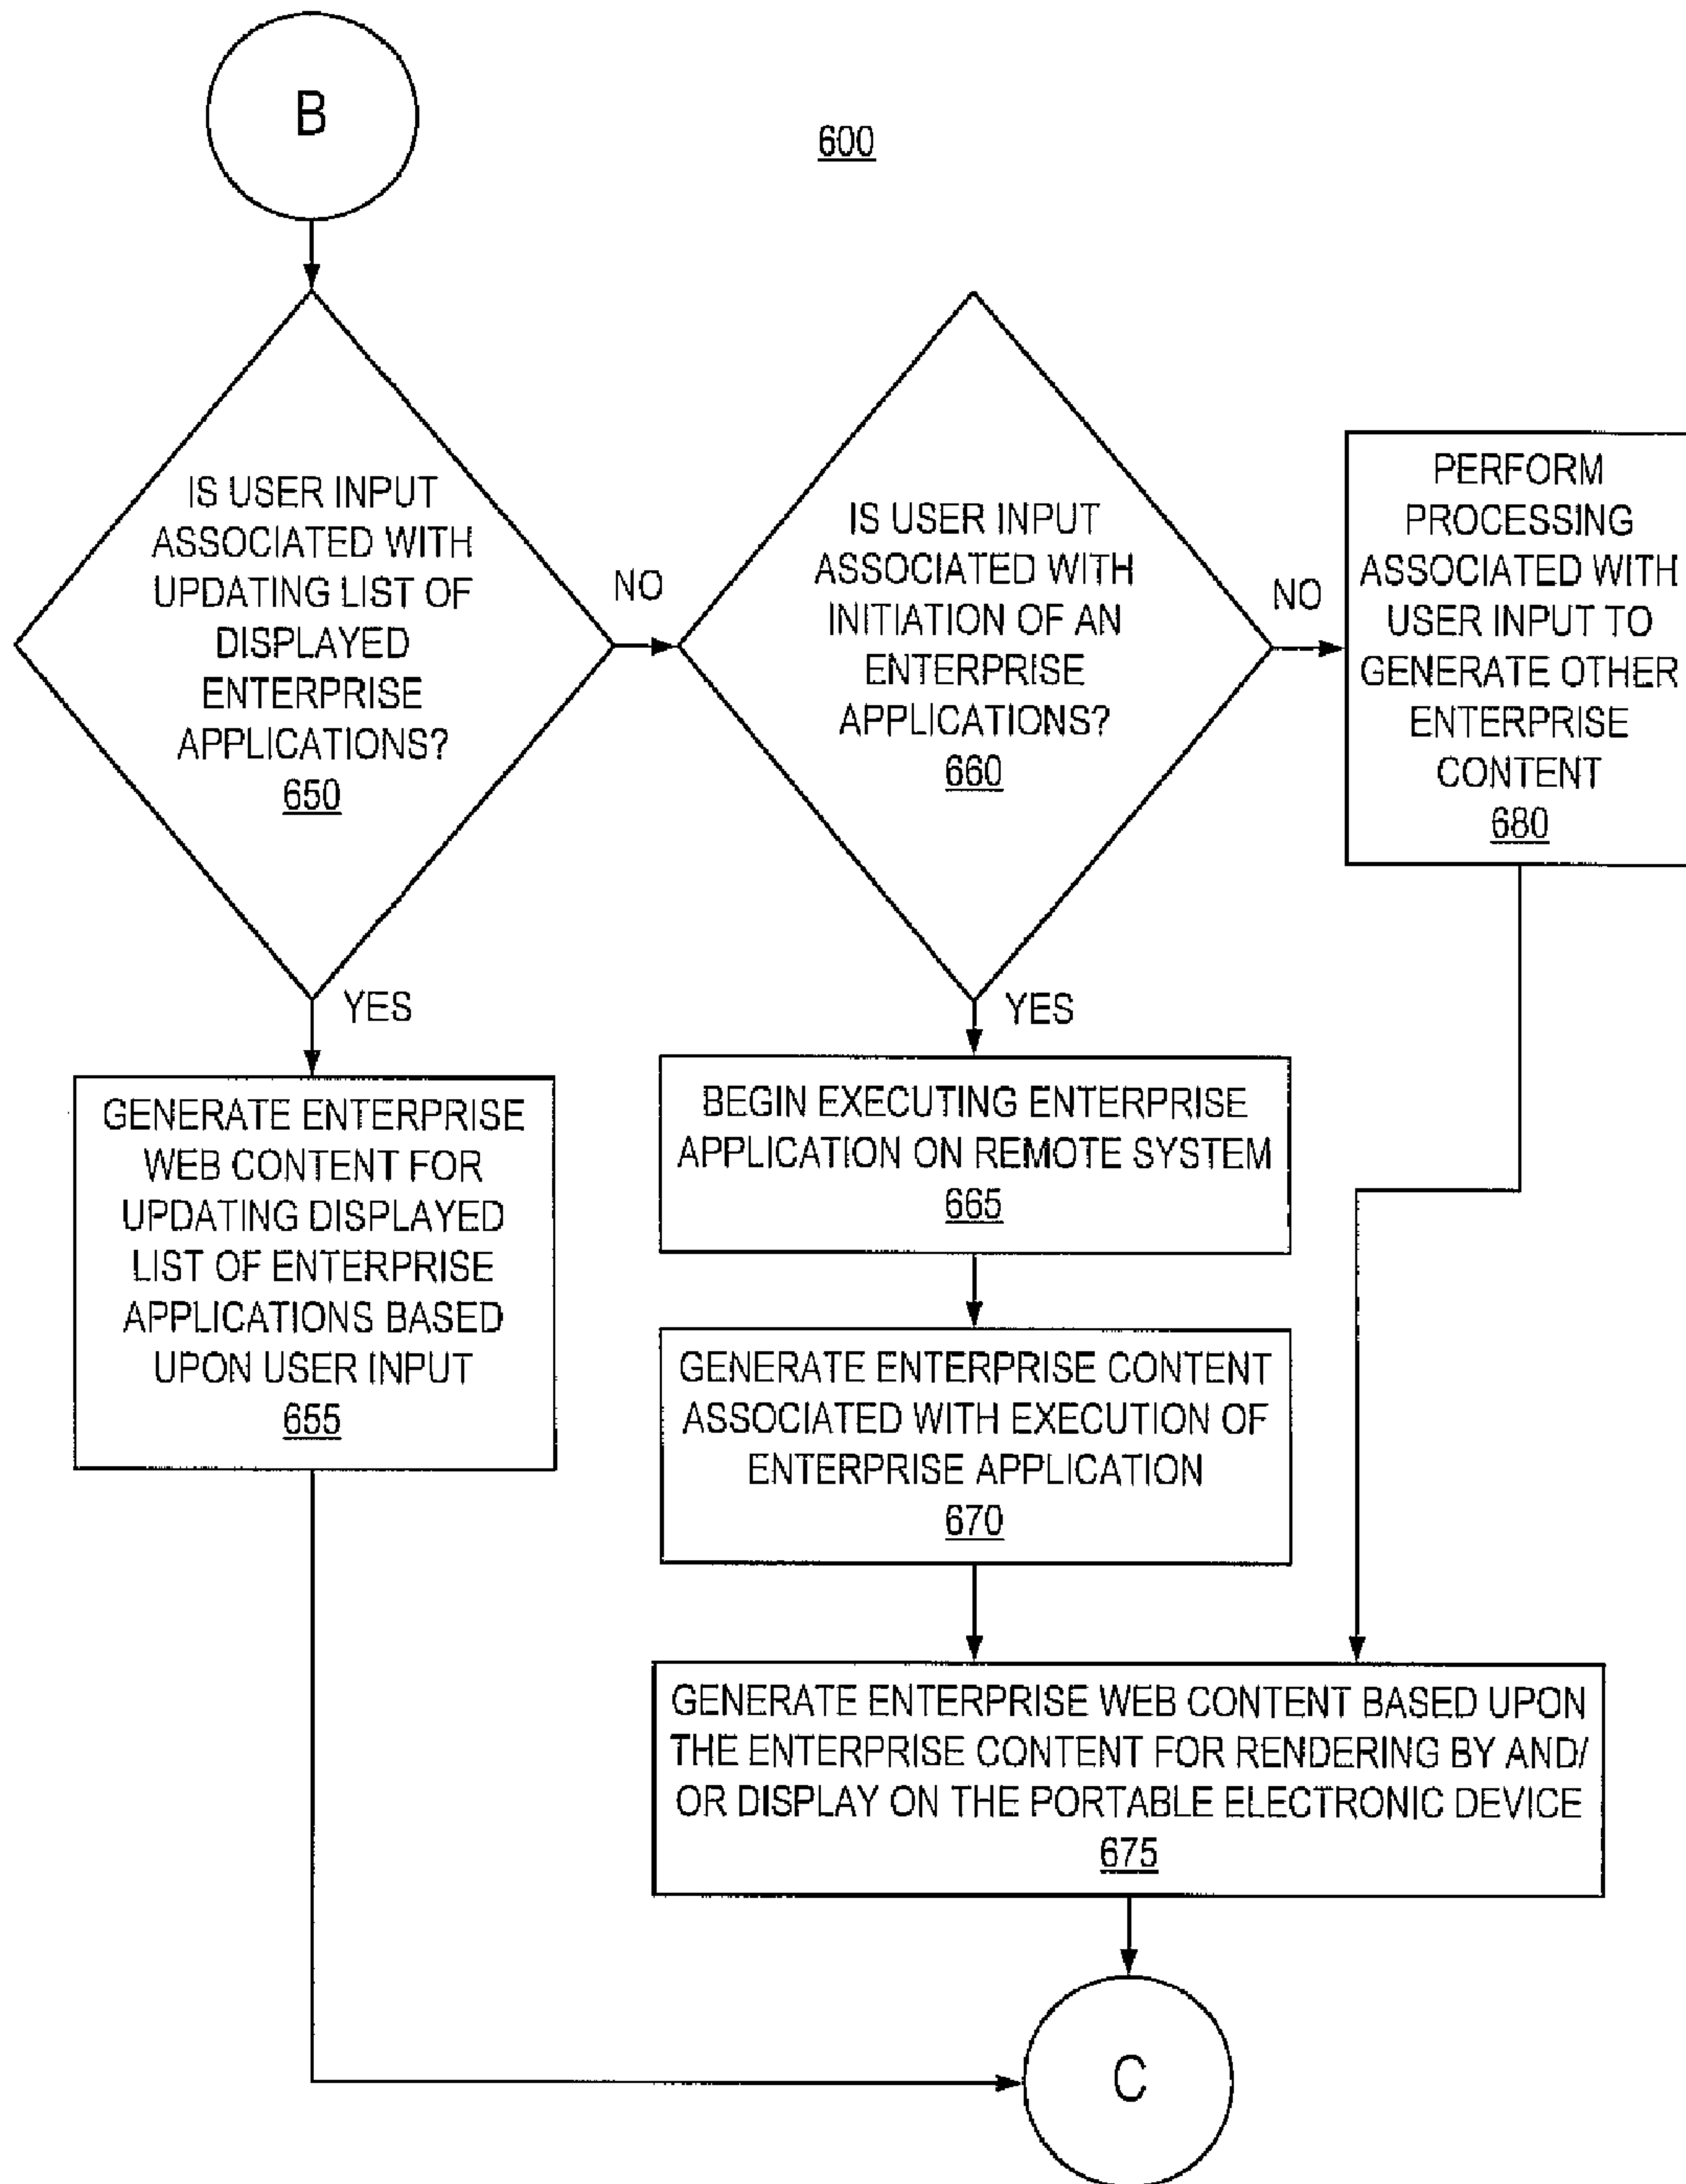 B
600
IS USER INPUT
ASSOCIATED WITH
UPDATING LIST OF
DISPLAYED
ENTERPRISE
APPLICATIONS?
650
NO
IS USER INPUT
ASSOCIATED WITH
INITIATION OF AN
ENTERPRISE
APPLICATIONS?
660
NO
PERFORM
PROCESSING
ASSOCIATED WITH
USER INPUT TO
GENERATE OTHER
ENTERPRISE
CONTENT
680
YES
GENERATE ENTERPRISE
WEB CONTENT FOR
UPDATING DISPLAYED
LIST OF ENTERPRISE
APPLICATIONS BASED
UPON USER INPUT
655
YES
BEGIN EXECUTING ENTERPRISE
APPLICATION ON REMOTE SYSTEM
665
GENERATE ENTERPRISE CONTENT
ASSOCIATED WITH EXECUTION OF
ENTERPRISE APPLICATION
670
GENERATE ENTERPRISE WEB CONTENT BASED UPON
THE ENTERPRISE CONTENT FOR RENDERING BY AND/
OR DISPLAY ON THE PORTABLE ELECTRONIC DEVICE
675
C